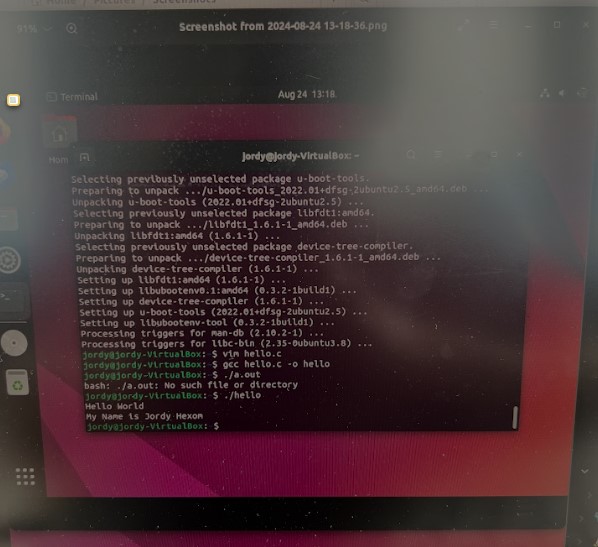 Home / Pictures / Screenshots
91%
Screenshot from 2024-08-24 13-18-36.png
Terminal
Aug 24 13:18
Hom
jordy@jordy-VirtualBox: ~
Selecting previously unselected package u-boot-tools.
Preparing to unpack .../u-boot-tools_2022.01+dfsg-2ubuntu2.5_amd64.deb ...
Unpacking u-boot-tools (2022.01+dfsg-2ubuntu2.5) ...
Selecting previously unselected package libfdt1:amd64.
Preparing to unpack .../libfdt1_1.6.1-1_amd64.deb ...
Unpacking libfdt1:amd64 (1.6.1-1) ...
Selecting previously unselected package device-tree-compiler.
Preparing to unpack .../device-tree-compiler_1.6.1-1_amd64.deb ...
Unpacking device-tree-compiler (1.6.1-1) ...
Setting up libfdt1:amd64 (1.6.1-1) ...
Setting up libubootenv0.1:amd64 (0.3.2-1build1) ...
Setting up device-tree-compiler (1.6.1-1) ...
Setting up u-boot-tools (2022.01+dfsg-2ubuntu2.5) ...
Setting up libubootenv-tool (0.3.2-1build1) ...
Processing triggers for man-db (2.10.2-1) ...
Processing triggers for libc-bin (2.35-0ubuntu3.8) ...
jordy@jordy-VirtualBox:~$ vim hello.c
jordy@jordy-VirtualBox:~$ gcc hello.c -o hello
jordy@jordy-VirtualBox:~$ ./a.out
bash: ./a.out: No such file or directory
jordy@jordy-VirtualBox:~$ ./hello
Hello World
My Name is Jordy Hexom
jordy@jordy-VirtualBox:~$